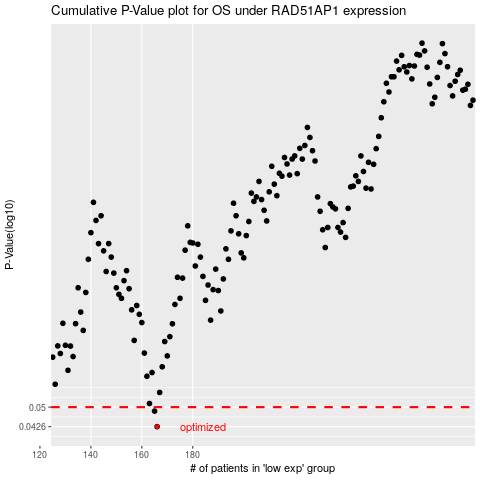 Cumulative P-Value plot for OS under RAD51AP1 expression
P-Value(log10)
0.05
0.0426
optimized
120 140 160 180
# of patients in 'low exp' group